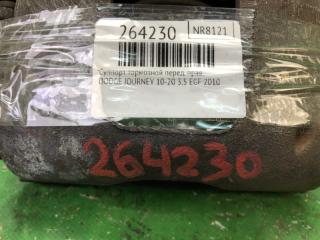 264230
NR8121
Суппорт тормозной перед. прав.
DODGE JOURNEY 10-20 3.5 EGF 2010
264230